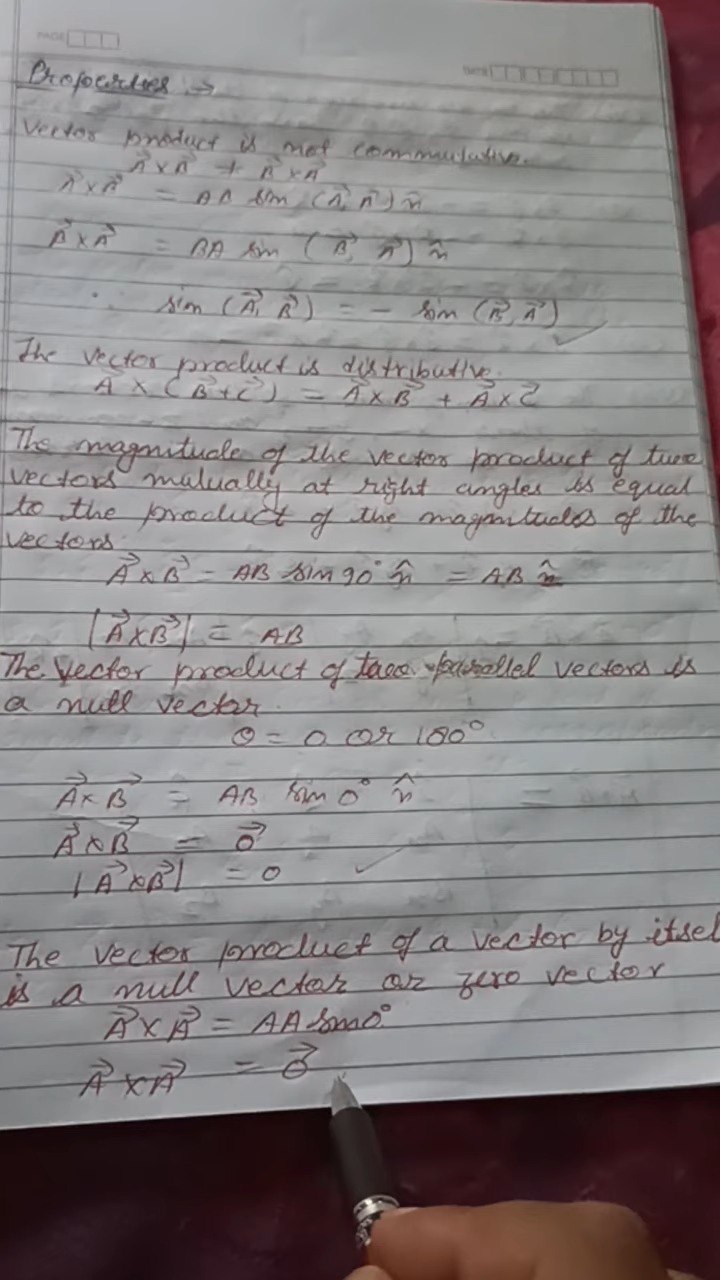 PAGE
DATE
Properties →
Vector product is not commulative.
A⃗ × B⃗ ≠ B⃗ × A⃗
A⃗ × B⃗ = AB sin (A⃗, B⃗) n̂
B⃗ × A⃗ = BA sin (B⃗, A⃗) n̂
∴ sin (A⃗, B⃗) = - sin (B⃗, A⃗)
The vector product is distributive.
A⃗ × (B⃗ + C⃗) = A⃗ × B⃗ + A⃗ × C⃗
The magnitude of the vector product of two
vectors mutually at right angles is equal
to the product of the magnitudes of the
vectors.
A⃗ × B⃗ = AB sin 90° n̂ = AB n̂
|A⃗ × B⃗| = AB
The vector product of two parallel vectors is
a null vector.
θ = 0 or 180°
A⃗ × B⃗ = AB sin 0° n̂
A⃗ × B⃗ = 0⃗
|A⃗ × B⃗| = 0
The vector product of a vector by itsel
is a null vector or zero vector
A⃗ × A⃗ = AA sin 0°
A⃗ × A⃗ = 0⃗